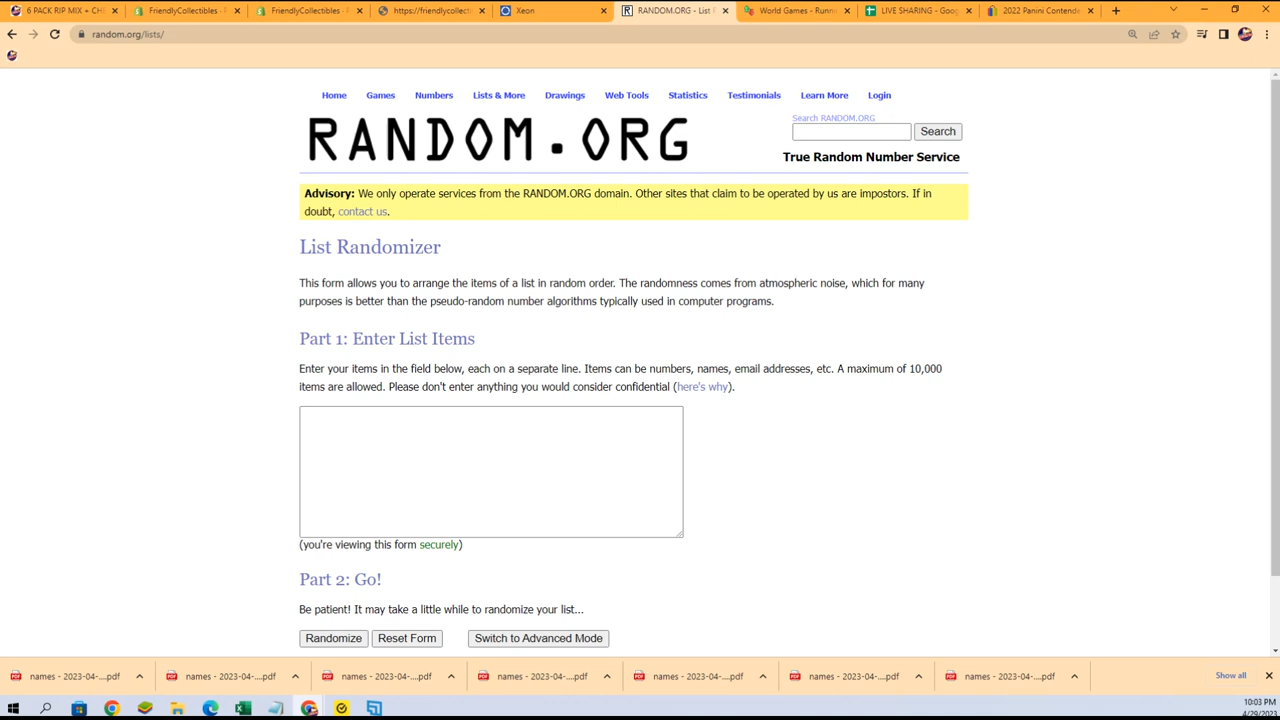 6 PACK RIP MIX + CHE
FriendlyCollectibles - F
FriendlyCollectibles - F
https://friendlycollect
Xeon
RANDOM.ORG - List F
World Games - Runni
LIVE SHARING - Goog
2022 Panini Contende
random.org/lists/
Home Games Numbers Lists & More Drawings Web Tools Statistics Testimonials Learn More Login
RANDOM.ORG
Search RANDOM.ORG
Search
True Random Number Service
Advisory: We only operate services from the RANDOM.ORG domain. Other sites that claim to be operated by us are impostors. If in
doubt, contact us.
List Randomizer
This form allows you to arrange the items of a list in random order. The randomness comes from atmospheric noise, which for many
purposes is better than the pseudo-random number algorithms typically used in computer programs.
Part 1: Enter List Items
Enter your items in the field below, each on a separate line. Items can be numbers, names, email addresses, etc. A maximum of 10,000
items are allowed. Please don't enter anything you would consider confidential (here's why).
(you're viewing this form securely)
Part 2: Go!
Be patient! It may take a little while to randomize your list...
Randomize Reset Form Switch to Advanced Mode
names - 2023-04-....pdf
names - 2023-04-....pdf
names - 2023-04-....pdf
names - 2023-04-....pdf
names - 2023-04-....pdf
names - 2023-04-....pdf
names - 2023-04-....pdf
Show all
10:03 PM
4/29/2023